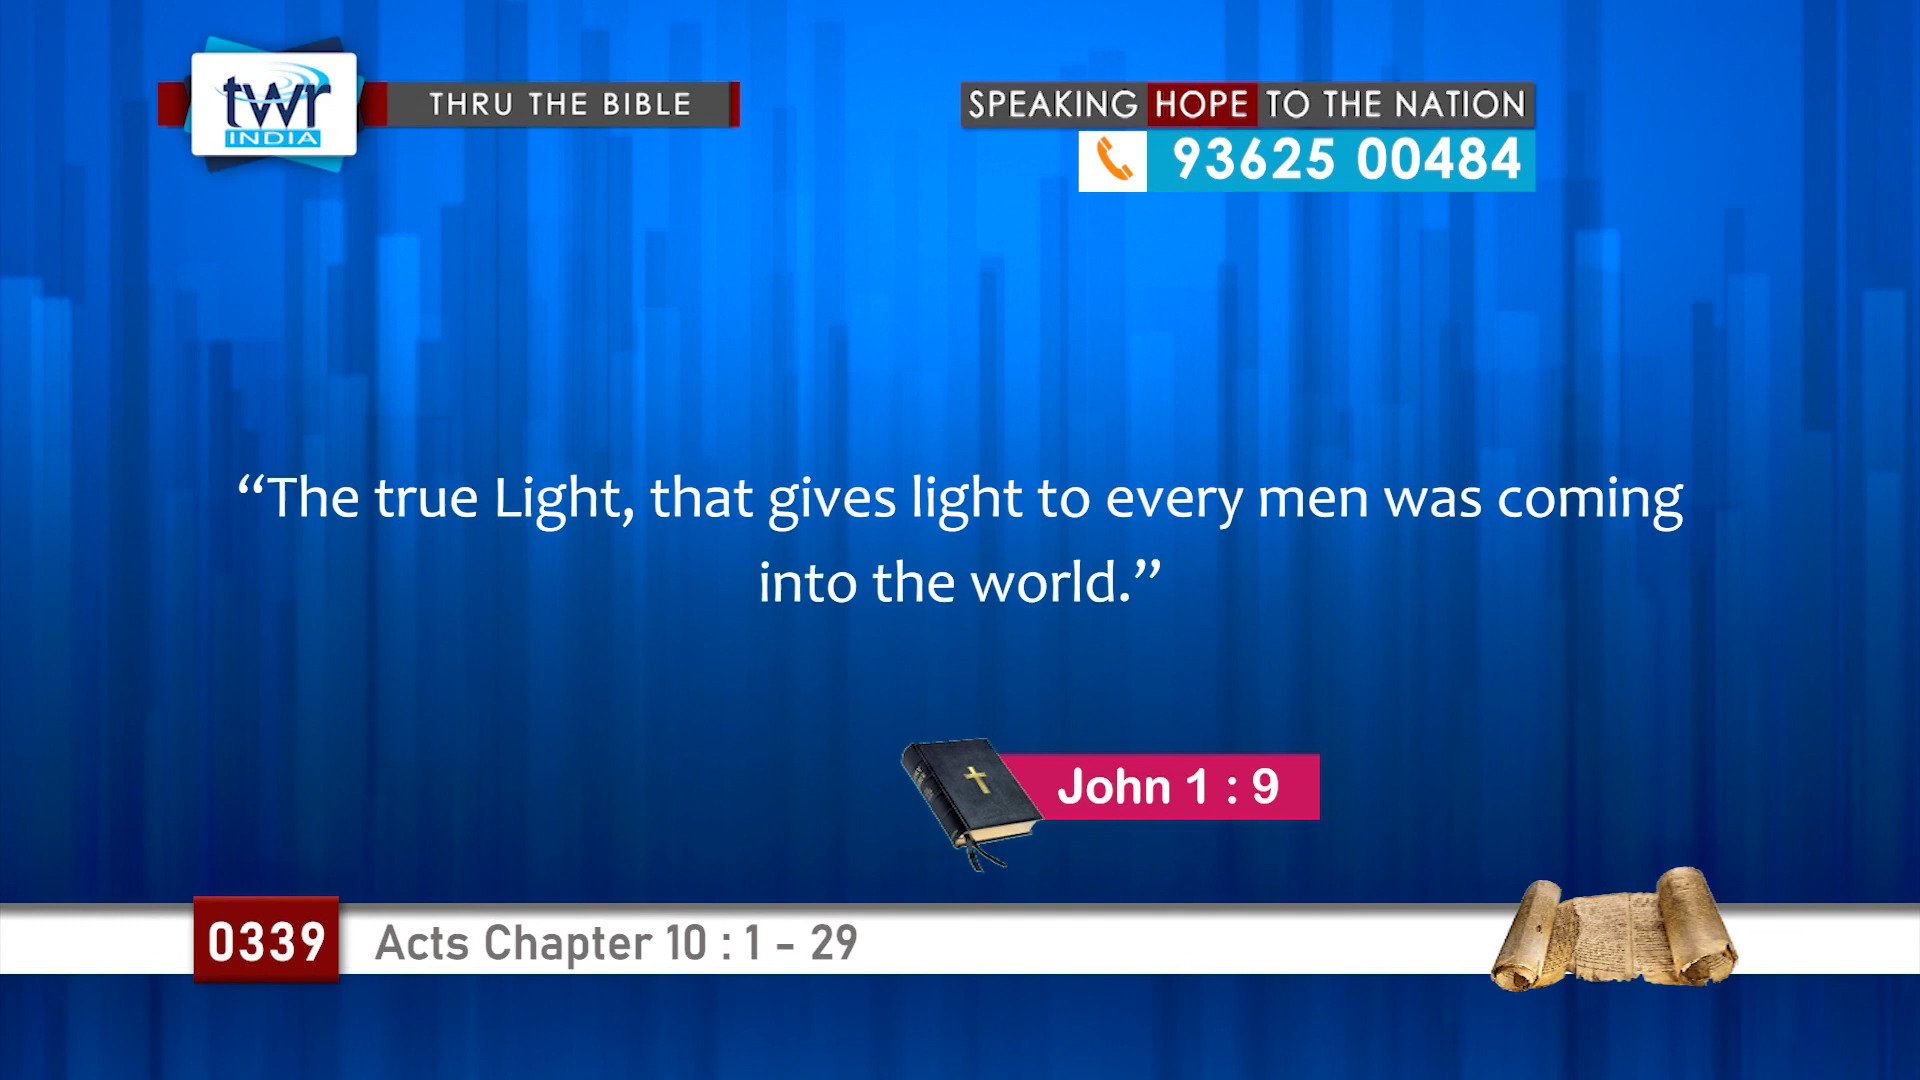 twr
INDIA
THRU THE BIBLE
SPEAKING HOPE TO THE NATION
93625 00484
“The true Light, that gives light to every men was coming
into the world.”
John 1 : 9
0339
Acts Chapter 10 : 1 - 29